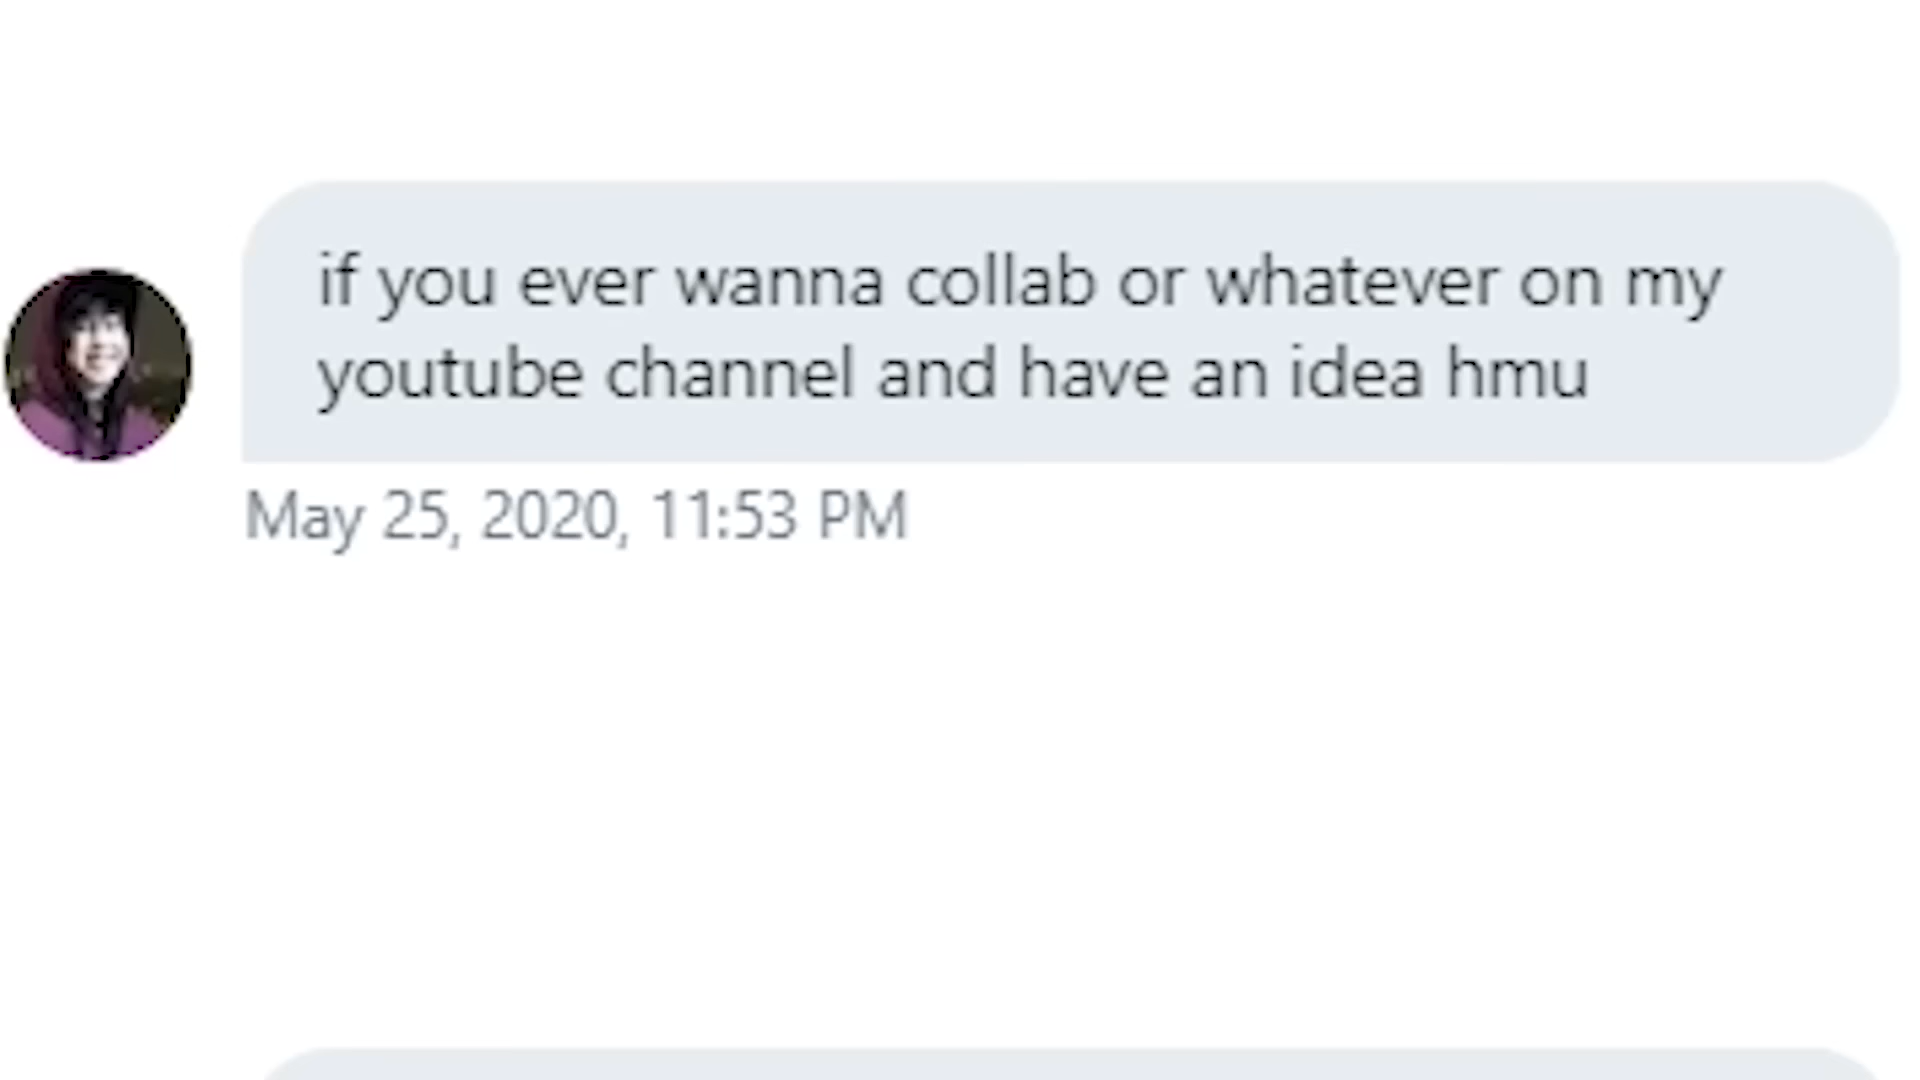 if you ever wanna collab or whatever on my
youtube channel and have an idea hmu
May 25, 2020, 11:53 PM